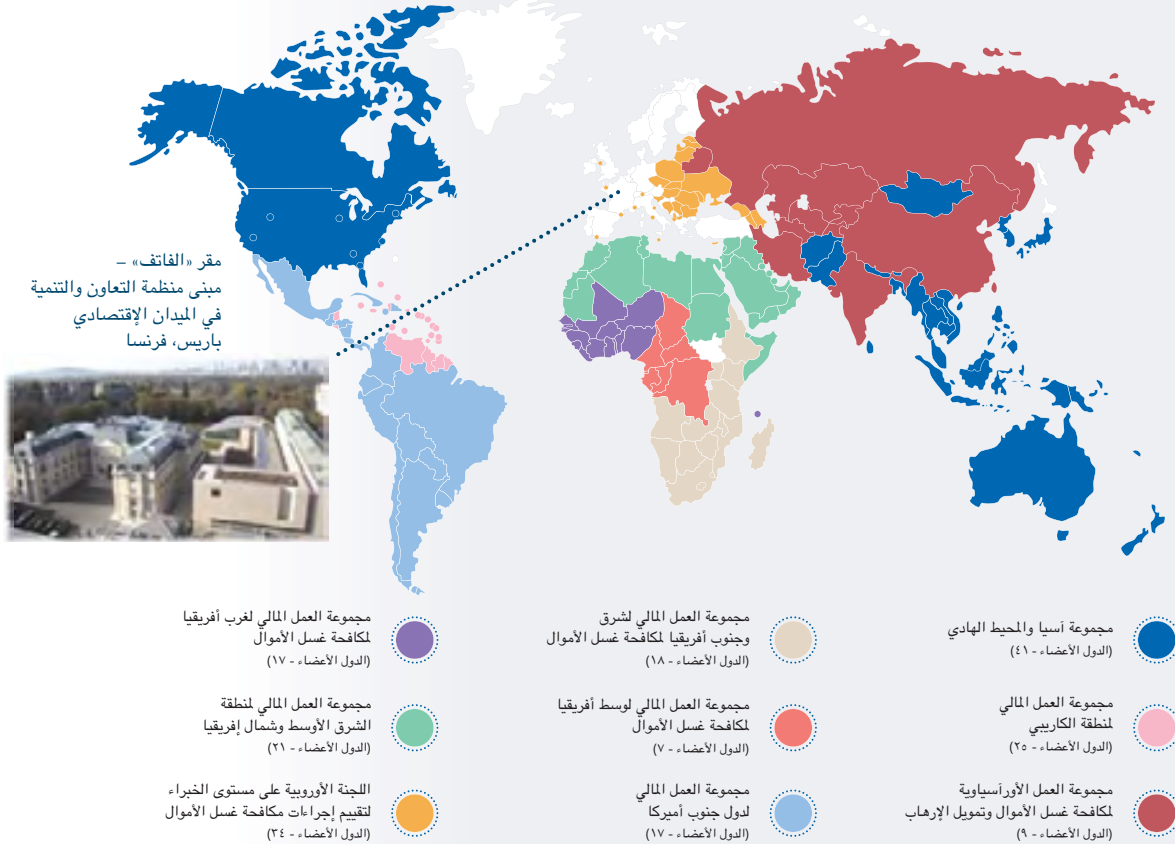 مقر «الفاتف» –
مبنى منظمة التعاون والتنمية
في الميدان الإقتصادي
باريس، فرنسا
مجموعة آسيا والمحيط الهادي
(الدول الأعضاء - ٤١)
مجموعة العمل المالي لشرق
وجنوب أفريقيا لمكافحة غسل الأموال
(الدول الأعضاء - ١٨)
مجموعة العمل المالي لغرب أفريقيا
لمكافحة غسل الأموال
(الدول الأعضاء - ١٧)
مجموعة العمل المالي
لمنطقة الكاريبي
(الدول الأعضاء - ٢٥)
مجموعة العمل المالي لوسط أفريقيا
لمكافحة غسل الأموال
(الدول الأعضاء - ٧)
مجموعة العمل المالي لمنطقة
الشرق الأوسط وشمال إفريقيا
(الدول الأعضاء - ٢١)
مجموعة العمل الأورآسياوية
لمكافحة غسل الأموال وتمويل الإرهاب
(الدول الأعضاء - ٩)
مجموعة العمل المالي
لدول جنوب أميركا
(الدول الأعضاء - ١٧)
اللجنة الأوروبية على مستوى الخبراء
لتقييم إجراءات مكافحة غسل الأموال
(الدول الأعضاء - ٣٤)